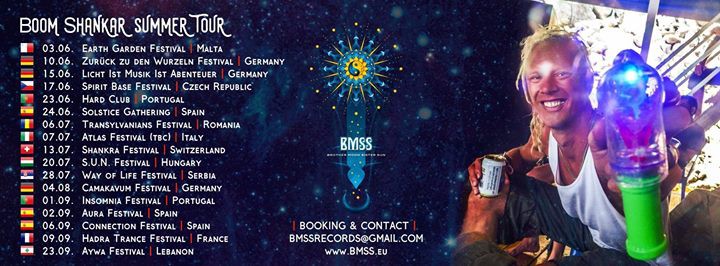 Boom Shankar summer Tour
03.06. Earth Garden Festival | Malta
10.06. Zurück zu den Wurzeln Festival | Germany
15.06. Licht Ist Musik Ist Abenteuer | Germany
17.06. Spirit Base Festival | Czech Republic
23.06. Hard Club | Portugal
24.06. Solstice Gathering | Spain
06.07. Transylvanians Festival | Romania
07.07. Atlas Festival (tbc) | Italy
13.07. Shankra Festival | Switzerland
20.07. S.U.N. Festival | Hungary
28.07. Way of Life Festival | Serbia
04.08. Camakavum Festival | Germany
01.09. Insomnia Festival | Portugal
02.09. Aura Festival | Spain
06.09. Connection Festival | Spain
09.09. Hadra Trance Festival | France
23.09. Aywa Festival | Lebanon
BMSS
BROTHER MOON SISTER SUN
| BOOKING & CONTACT |
BMSSRECORDS@GMAIL.COM
WWW.BMSS.EU